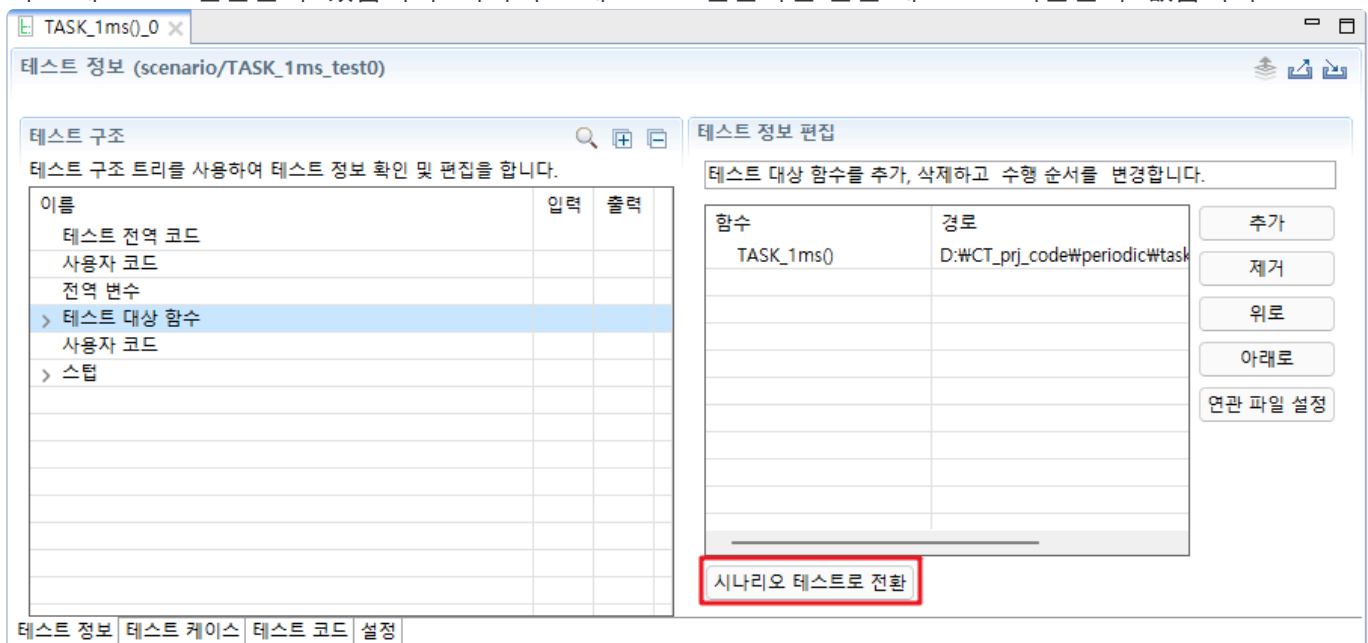 TASK_1ms()_0
테스트 정보 (scenario/TASK_1ms_test0)
테스트 구조
테스트 구조 트리를 사용하여 테스트 정보 확인 및 편집을 합니다.
이름 입력 출력
테스트 전역 코드
사용자 코드
전역 변수
테스트 대상 함수
사용자 코드
스텁
테스트 정보 편집
테스트 대상 함수를 추가, 삭제하고 수행 순서를 변경합니다.
함수 경로
TASK_1ms() D:₩CT_prj_code₩periodic₩task
추가
제거
위로
아래로
연관 파일 설정
시나리오 테스트로 전환
테스트 정보 테스트 케이스 테스트 코드 설정